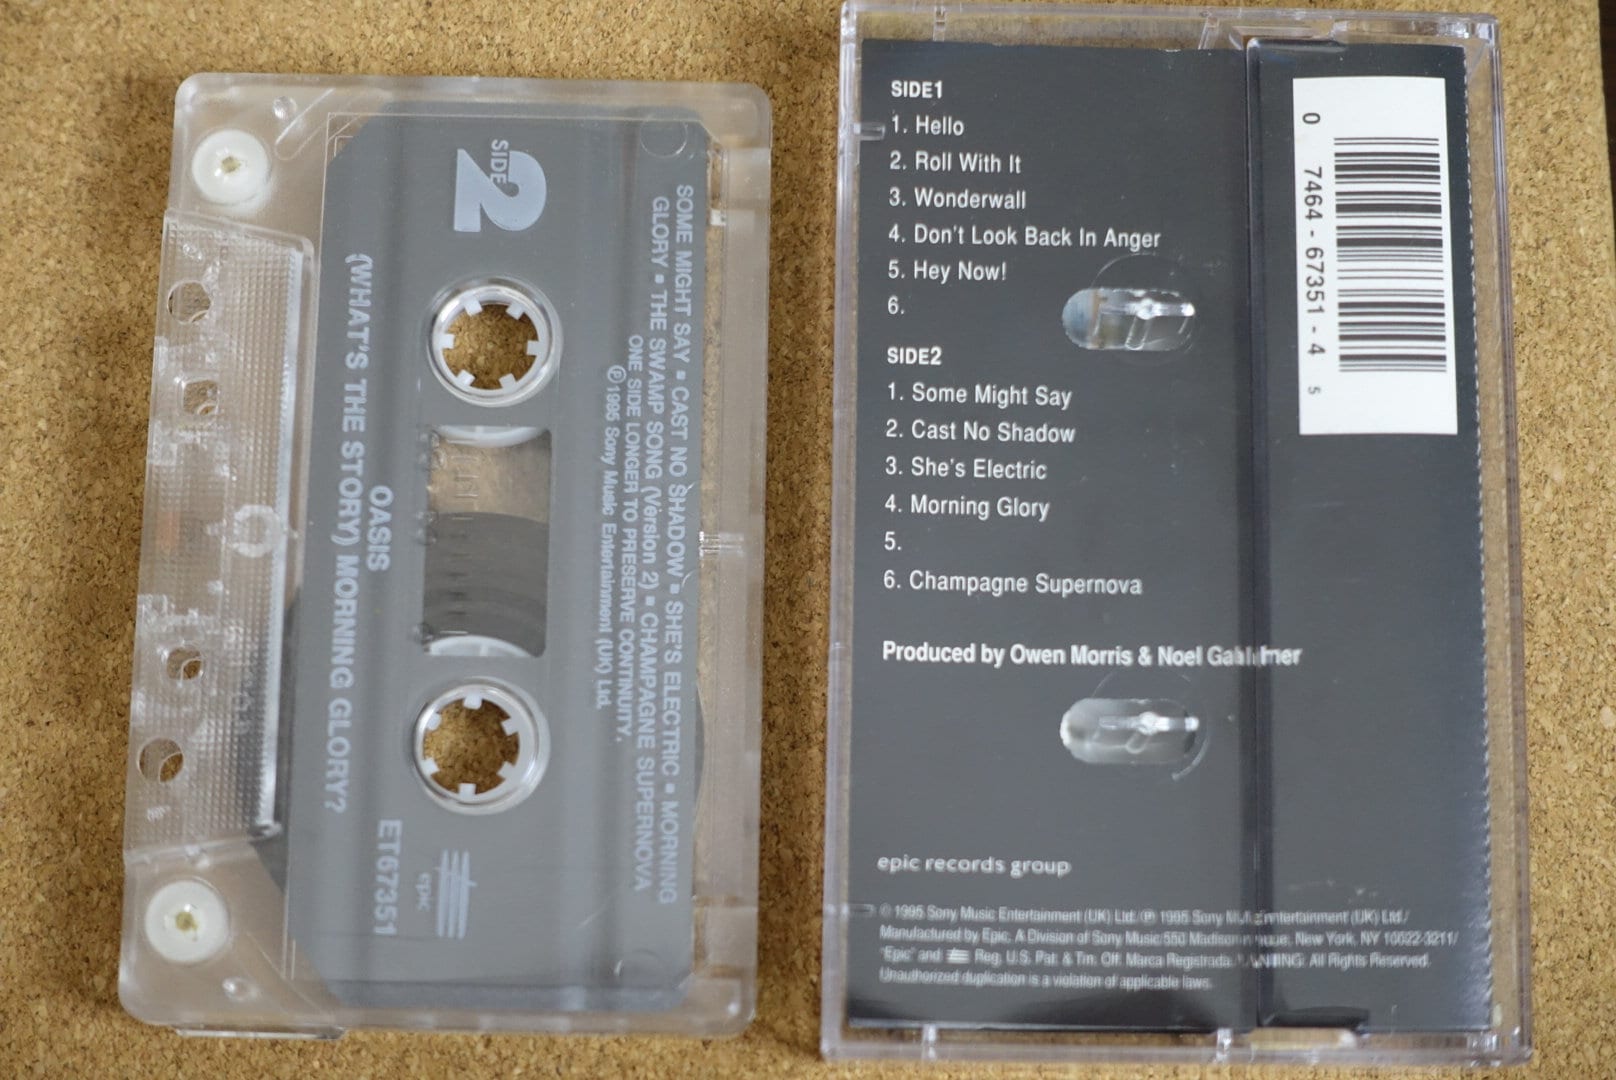 SIDE 2
SOME MIGHT SAY ▪ CAST NO SHADOW ▪ SHE'S ELECTRIC ▪ MORNING
GLORY ▪ THE SWAMP SONG (Version 2) ▪ CHAMPAGNE SUPERNOVA
ONE SIDE LONGER TO PRESERVE CONTINUITY.
℗ 1995 Sony Music Entertainment (UK) Ltd.
OASIS
(WHAT'S THE STORY) MORNING GLORY?
ET67351
epic
SIDE1
1. Hello
2. Roll With It
3. Wonderwall
4. Don't Look Back In Anger
5. Hey Now!
6.
SIDE2
1. Some Might Say
2. Cast No Shadow
3. She's Electric
4. Morning Glory
5.
6. Champagne Supernova
Produced by Owen Morris & Noel
epic records group
© 1995 Sony Music Entertainment (UK) Ltd./ ℗ 1995 Sony (UK) Ltd./
Manufactured by Epic, A Division of Sony Music/550 Madison New York, NY 10022-3211/
"Epic" and Reg. U.S. Pat. & Tm. Off. Marca Registrada. All Rights Reserved.
Unauthorized duplication is a violation of applicable laws.
0 7464-67351-4 5